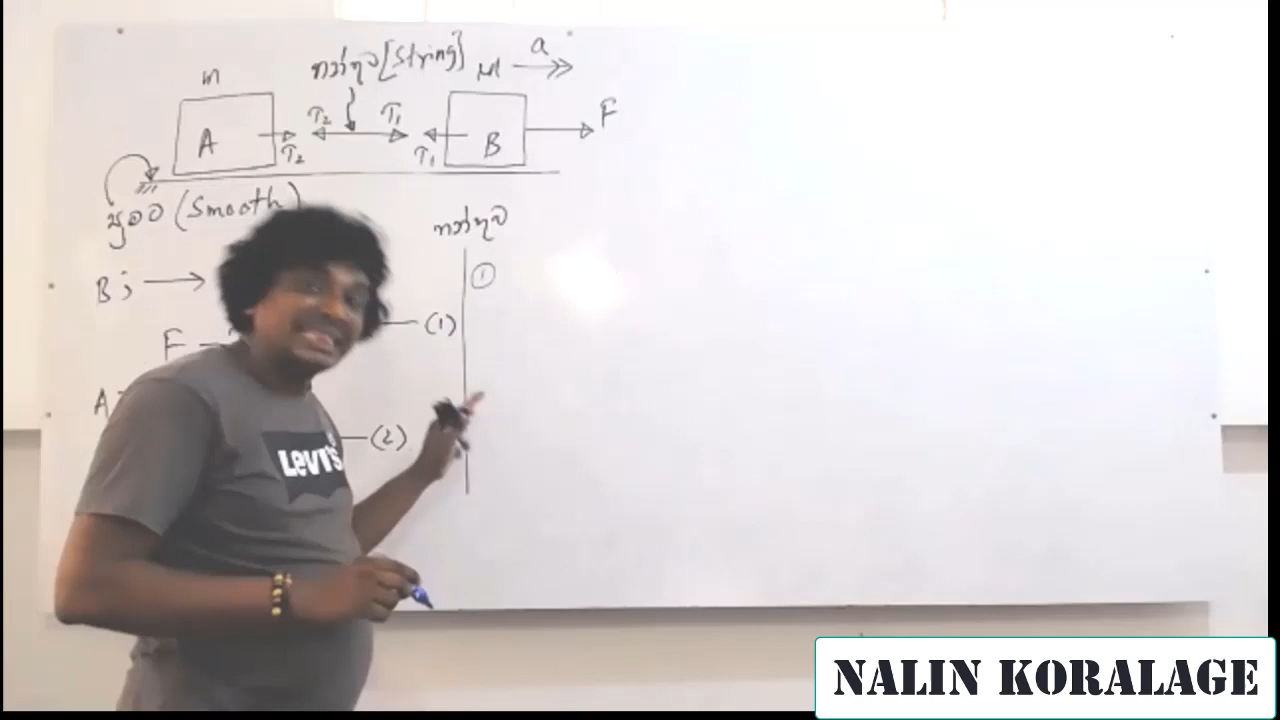 m තන්තුව [String] M a
A T₂ T₂ T₁ T₁ B F
සුමට (Smooth)
තන්තුව
B ; ①
F (1)
A
(2)
LEVI'S
NALIN KORALAGE